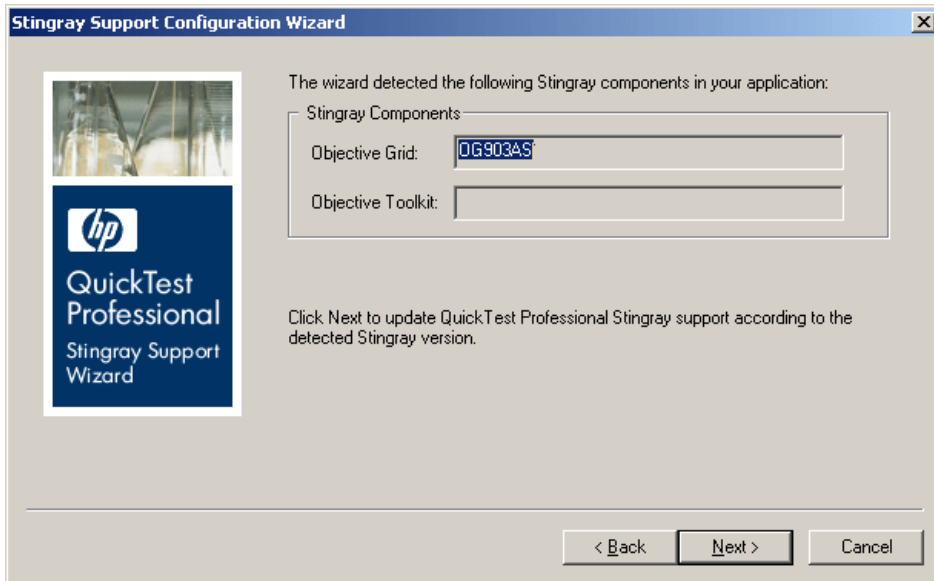 Stingray Support Configuration Wizard
The wizard detected the following Stingray components in your application:
Stingray Components
Objective Grid: OG903AS
Objective Toolkit:
hp
QuickTest
Professional
Stingray Support
Wizard
Click Next to update QuickTest Professional Stingray support according to the
detected Stingray version.
< Back Next > Cancel